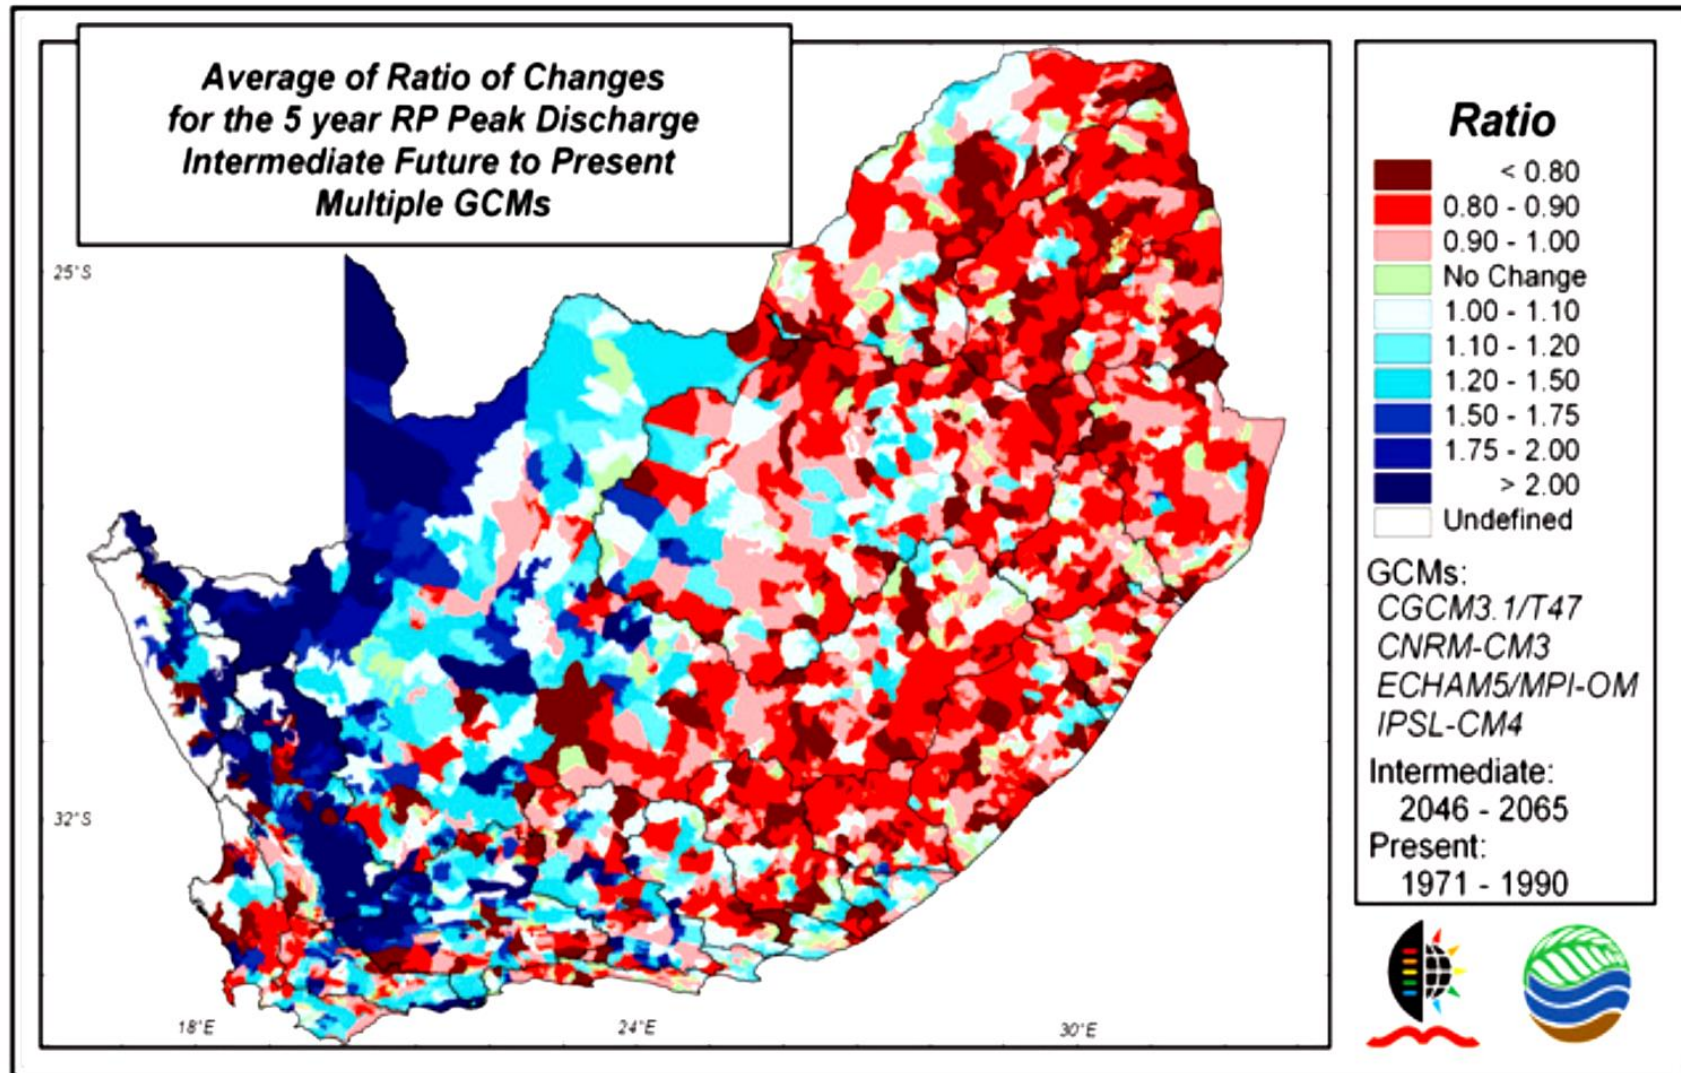 Average of Ratio of Changes
for the 5 year RP Peak Discharge
Intermediate Future to Present
Multiple GCMs
25°S
32°S
18°E
24°E
30°E
Ratio
< 0.80
0.80 - 0.90
0.90 - 1.00
No Change
1.00 - 1.10
1.10 - 1.20
1.20 - 1.50
1.50 - 1.75
1.75 - 2.00
> 2.00
Undefined
GCMs:
CGCM3.1/T47
CNRM-CM3
ECHAM5/MPI-OM
IPSL-CM4
Intermediate:
2046 - 2065
Present:
1971 - 1990